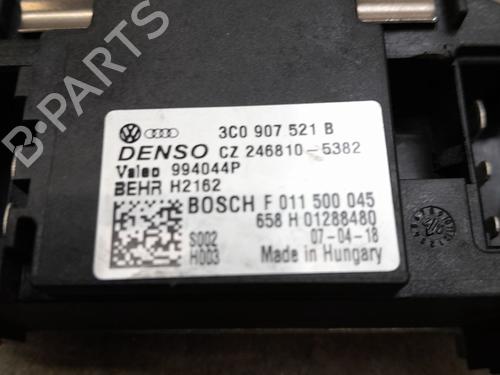 3C0 907 521 B
DENSO CZ 246810-5382
Valeo 994044P
BEHR H2162
BOSCH F 011 500 045
658 H 01288480
S002 07-04-18
H003 Made in Hungary